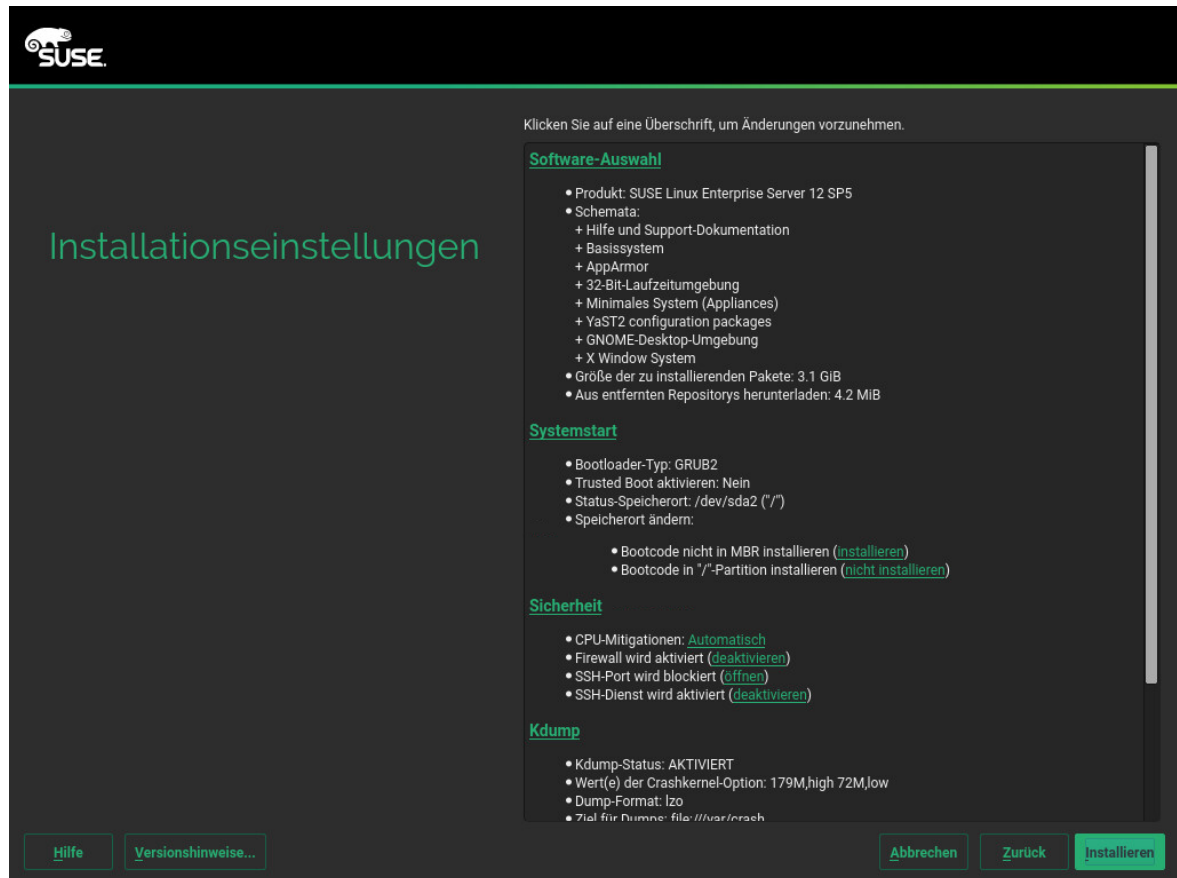 SUSE.
Klicken Sie auf eine Überschrift, um Änderungen vorzunehmen.
Installationseinstellungen
Software-Auswahl
Produkt: SUSE Linux Enterprise Server 12 SP5
Schemata:
+ Hilfe und Support-Dokumentation
+ Basissystem
+ AppArmor
+ 32-Bit-Laufzeitumgebung
+ Minimales System (Appliances)
+ YaST2 configuration packages
+ GNOME-Desktop-Umgebung
+ X Window System
Größe der zu installierenden Pakete: 3.1 GiB
Aus entfernten Repositorys herunterladen: 4.2 MiB
Systemstart
Bootloader-Typ: GRUB2
Trusted Boot aktivieren: Nein
Status-Speicherort: /dev/sda2 ("/")
Speicherort ändern:
Bootcode nicht in MBR installieren (installieren)
Bootcode in "/"-Partition installieren (nicht installieren)
Sicherheit
CPU-Mitigationen: Automatisch
Firewall wird aktiviert (deaktivieren)
SSH-Port wird blockiert (öffnen)
SSH-Dienst wird aktiviert (deaktivieren)
Kdump
Kdump-Status: AKTIVIERT
Wert(e) der Crashkernel-Option: 179M,high 72M,low
Dump-Format: lzo
Ziel für Dumps: file:///var/crash
Hilfe
Versionshinweise...
Abbrechen
Zurück
Installieren